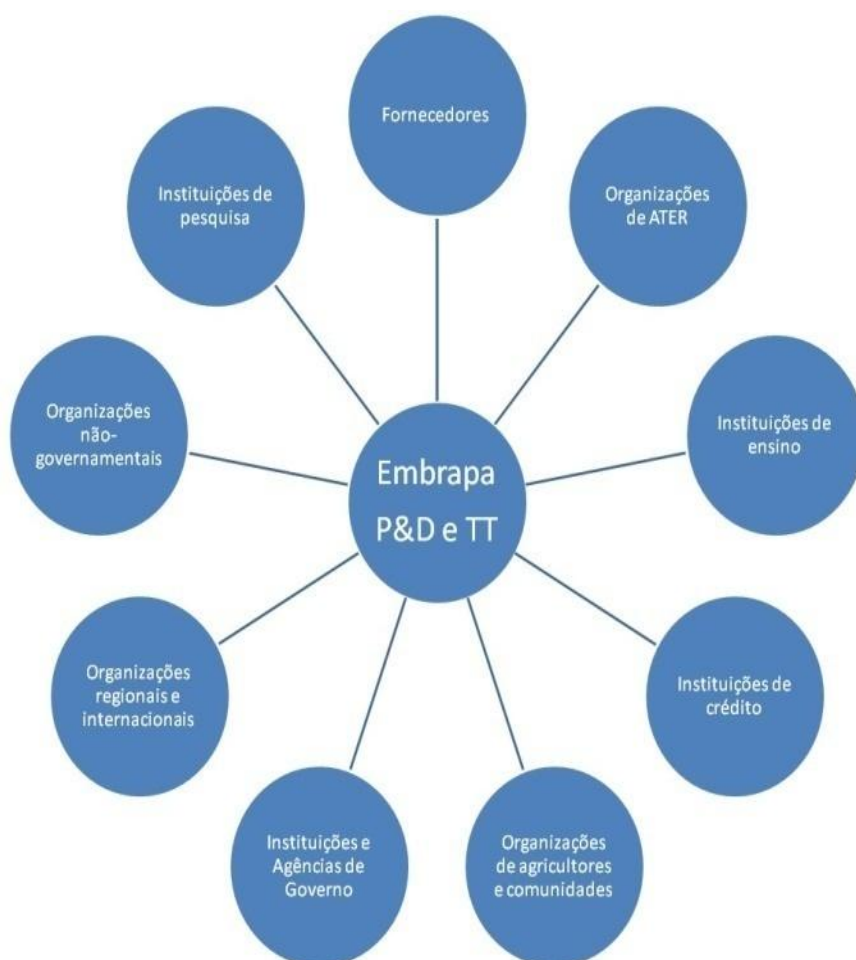 Fornecedores
Organizações
de ATER
Instituições de
ensino
Instituições de
crédito
Organizações
de agricultores
e comunidades
Instituições e
Agências de
Governo
Organizações
regionais e
internacionais
Organizações
não-
governamentais
Instituições de
pesquisa
Embrapa
P&D e TT